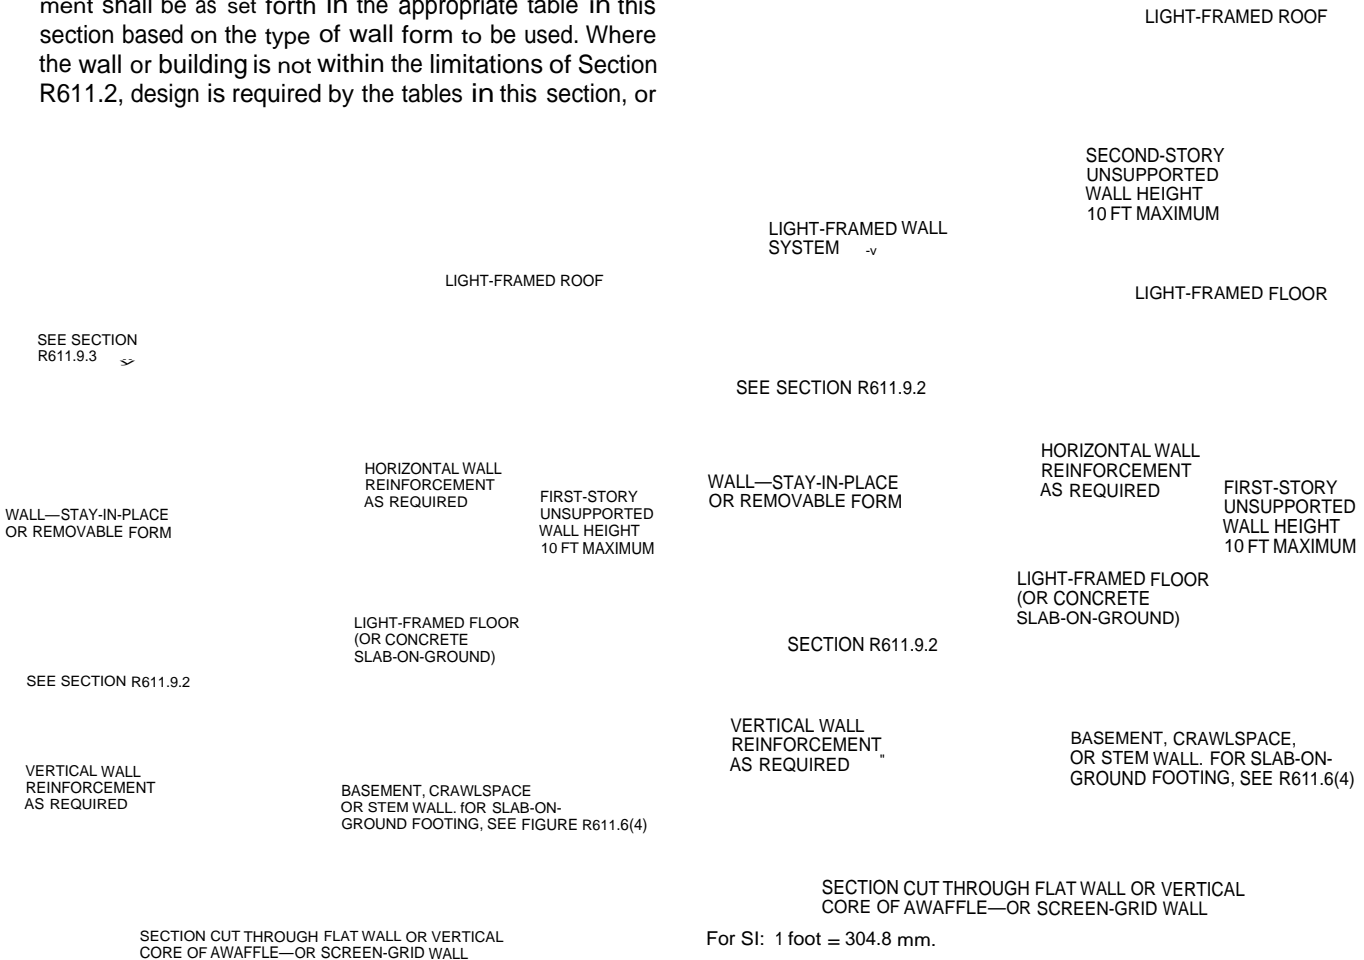 ment shall be as set forth in the appropriate table in this
section based on the type of wall form to be used. Where
the wall or building is not within the limitations of Section
R611.2, design is required by the tables in this section, or
LIGHT-FRAMED ROOF
SEE SECTION
R611.9.3
HORIZONTAL WALL
REINFORCEMENT
AS REQUIRED
FIRST-STORY
UNSUPPORTED
WALL HEIGHT
10 FT MAXIMUM
WALL—STAY-IN-PLACE
OR REMOVABLE FORM
LIGHT-FRAMED FLOOR
(OR CONCRETE
SLAB-ON-GROUND)
SEE SECTION R611.9.2
VERTICAL WALL
REINFORCEMENT
AS REQUIRED
BASEMENT, CRAWLSPACE
OR STEM WALL. fOR SLAB-ON-
GROUND FOOTING, SEE FIGURE R611.6(4)
SECTION CUT THROUGH FLAT WALL OR VERTICAL
CORE OF AWAFFLE—OR SCREEN-GRID WALL
LIGHT-FRAMED ROOF
SECOND-STORY
UNSUPPORTED
WALL HEIGHT
10 FT MAXIMUM
LIGHT-FRAMED WALL
SYSTEM -v
LIGHT-FRAMED FLOOR
SEE SECTION R611.9.2
HORIZONTAL WALL
REINFORCEMENT
AS REQUIRED
WALL—STAY-IN-PLACE
OR REMOVABLE FORM
FIRST-STORY
UNSUPPORTED
WALL HEIGHT
10 FT MAXIMUM
LIGHT-FRAMED FLOOR
(OR CONCRETE
SLAB-ON-GROUND)
SECTION R611.9.2
VERTICAL WALL
REINFORCEMENT
AS REQUIRED "
BASEMENT, CRAWLSPACE,
OR STEM WALL. FOR SLAB-ON-
GROUND FOOTING, SEE R611.6(4)
SECTION CUT THROUGH FLAT WALL OR VERTICAL
CORE OF AWAFFLE—OR SCREEN-GRID WALL
For SI: 1 foot = 304.8 mm.